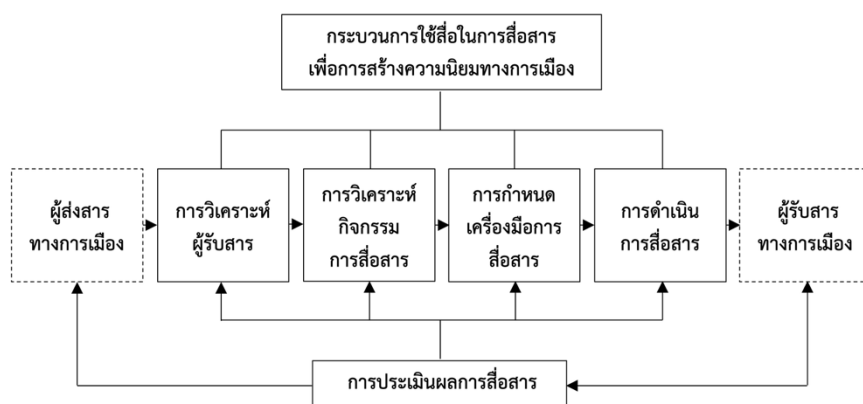 กระบวนการใช้สื่อในการสื่อสาร
เพื่อการสร้างความนิยมทางการเมือง
ผู้ส่งสาร
ทางการเมือง
การวิเคราะห์
ผู้รับสาร
การวิเคราะห์
กิจกรรม
การสื่อสาร
การกำหนด
เครื่องมือการ
สื่อสาร
การดำเนิน
การสื่อสาร
ผู้รับสาร
ทางการเมือง
การประเมินผลการสื่อสาร